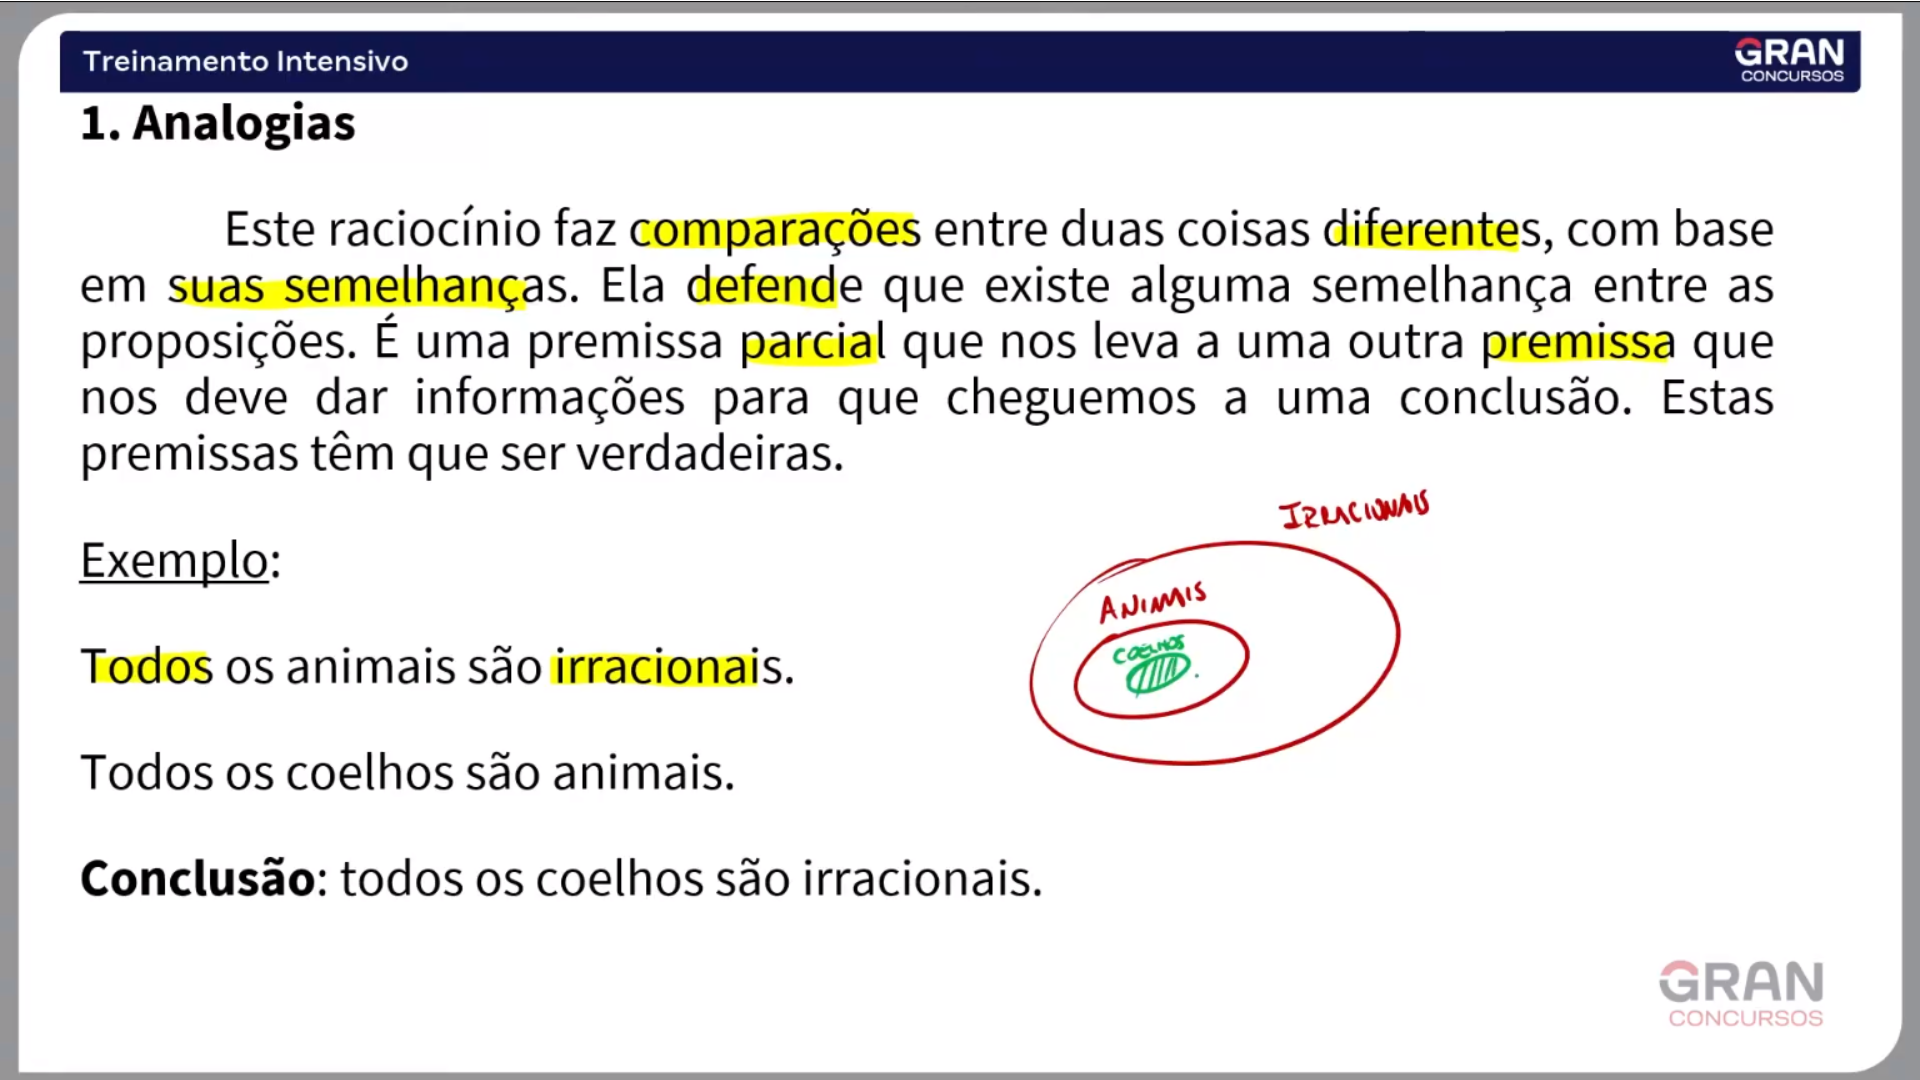 Treinamento Intensivo
GRAN
CONCURSOS
1. Analogias
Este raciocínio faz comparações entre duas coisas diferentes, com base
em suas semelhanças. Ela defende que existe alguma semelhança entre as
proposições. É uma premissa parcial que nos leva a uma outra premissa que
nos deve dar informações para que cheguemos a uma conclusão. Estas
premissas têm que ser verdadeiras.
IRRACIONAIS
Exemplo:
ANIMAIS
COELHOS
Todos os animais são irracionais.
Todos os coelhos são animais.
Conclusão: todos os coelhos são irracionais.
GRAN
CONCURSOS